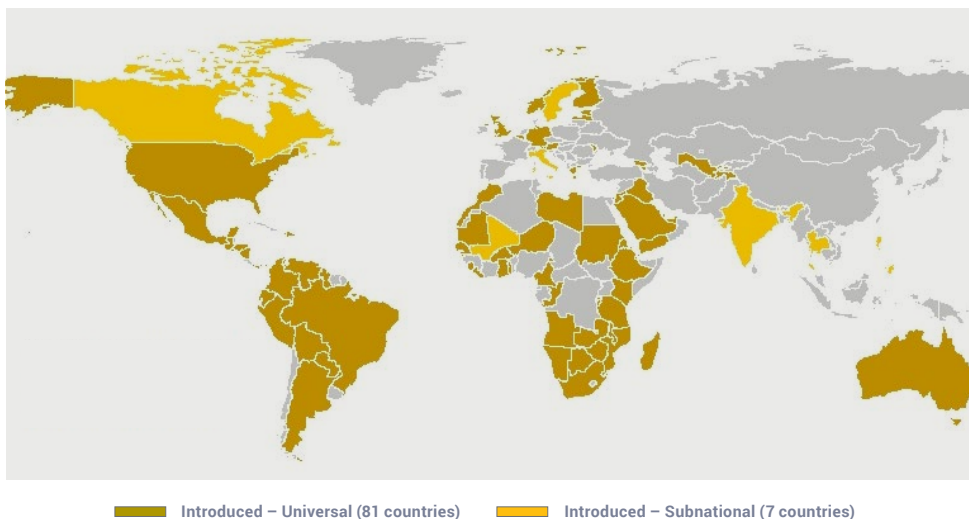 Introduced – Universal (81 countries)
Introduced – Subnational (7 countries)